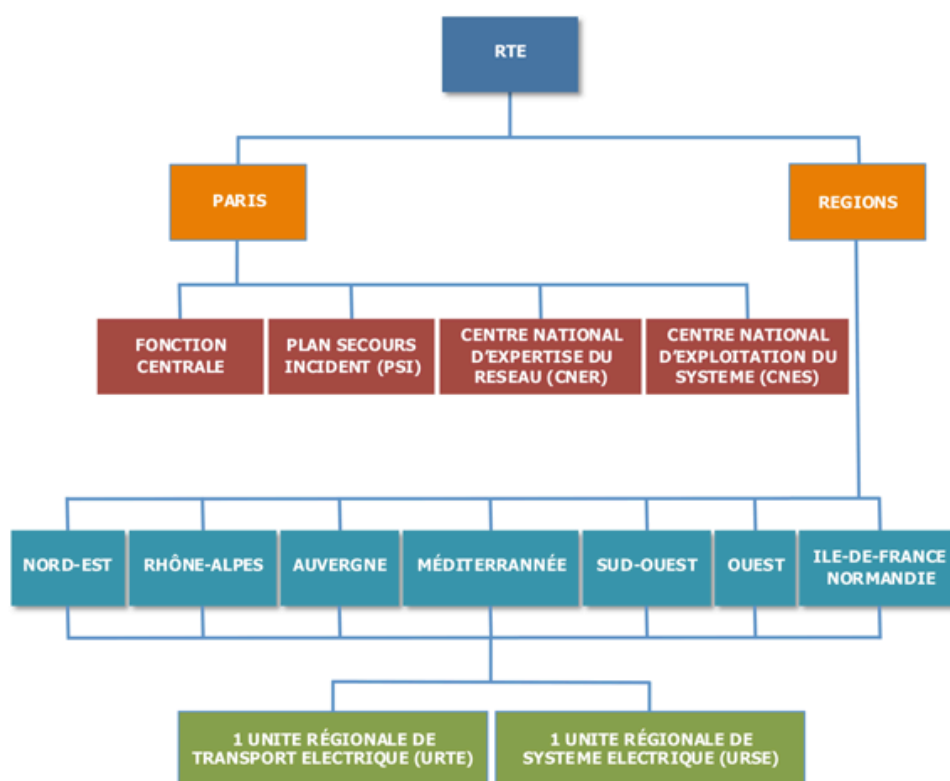 RTE
PARIS
REGIONS
FONCTION
CENTRALE
PLAN SECOURS
INCIDENT (PSI)
CENTRE NATIONAL
D'EXPERTISE DU
RESEAU (CNER)
CENTRE NATIONAL
D'EXPLOITATION DU
SYSTEME (CNES)
NORD-EST
RHÔNE-ALPES
AUVERGNE
MÉDITERRANNÉE
SUD-OUEST
OUEST
ILE-DE-FRANCE
NORMANDIE
1 UNITE RÉGIONALE DE
TRANSPORT ELECTRIQUE (URTE)
1 UNITE RÉGIONALE DE
SYSTEME ELECTRIQUE (URSE)